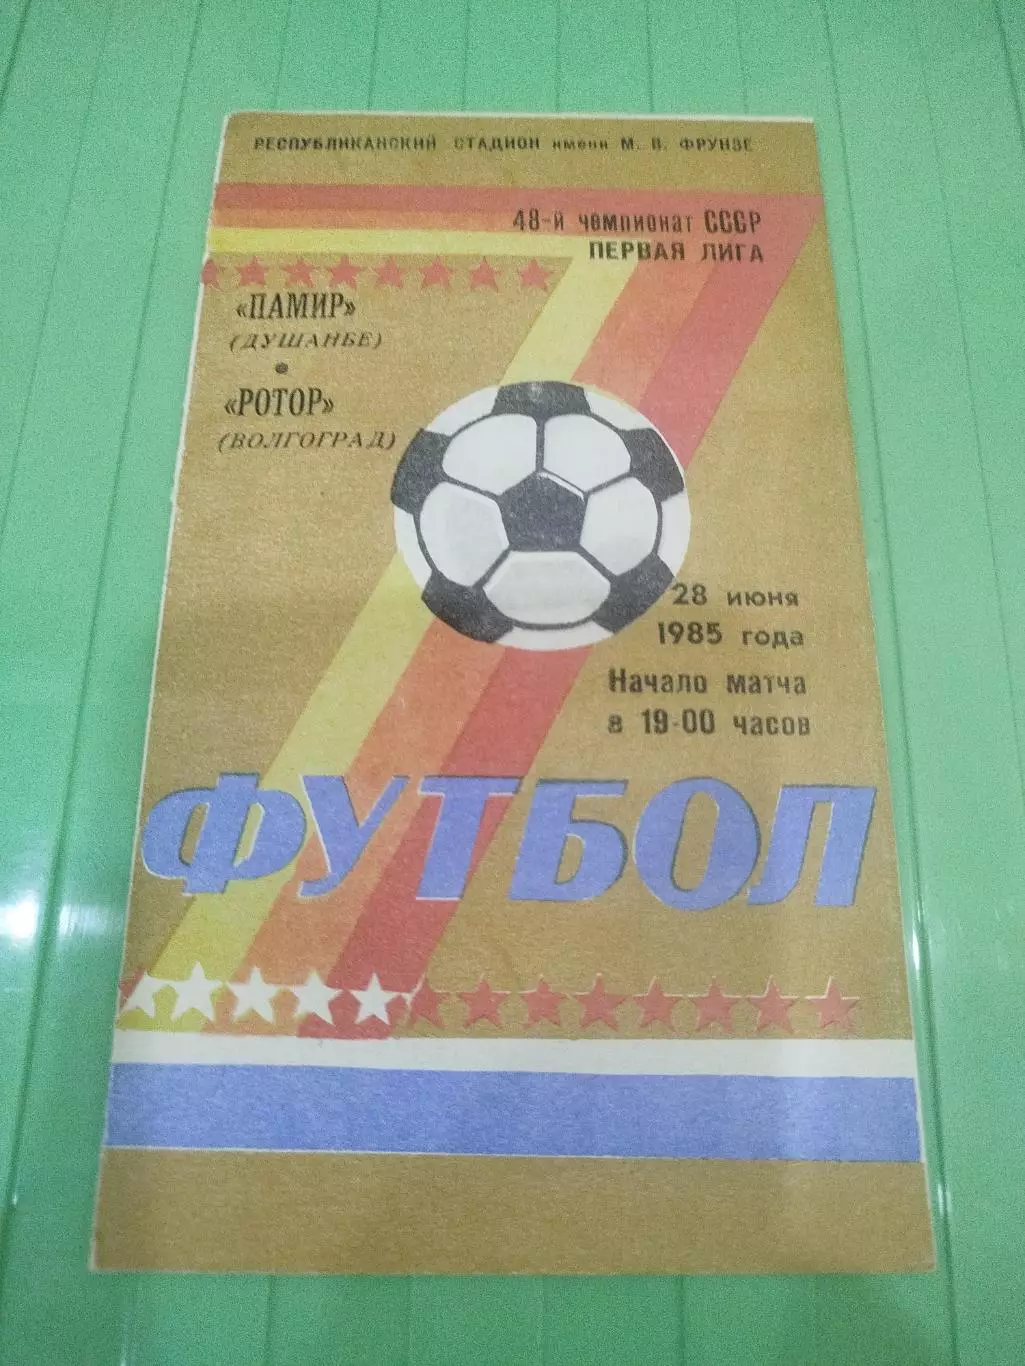 РЕСПУБЛИКАНСКИЙ СТАДИОН имени М. В. ФРУНЗЕ
48-й чемпионат СССР
ПЕРВАЯ ЛИГА
«ПАМИР»
(ДУШАНБЕ)
•
«РОТОР»
(ВОЛГОГРАД)
28 июня
1985 года
Начало матча
в 19-00 часов
ФУТБОЛ